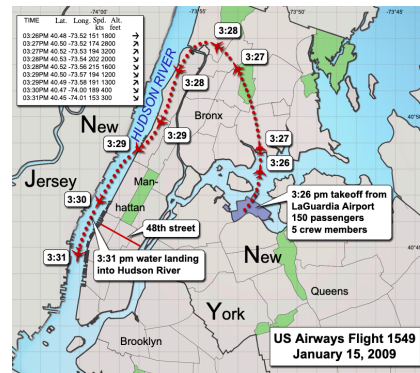 TIME Lat. Long. Spd. Alt.
kts feet
03:26PM 40.48 -73.52 151 1800 →
03:27PM 40.50 -73.52 174 2800 ↗
03:27PM 40.52 -73.53 194 3200 ↗
03:28PM 40.53 -73.54 202 2000 ↘
03:28PM 40.52 -73.56 215 1600 ↘
03:29PM 40.50 -73.57 194 1200 ↘
03:29PM 40.49 -73.58 191 1300 ↘
03:30PM 40.47 -74.00 189 400 ↘
03:31PM 40.45 -74.01 153 300 ↘
-74°00'
-73°50'
3:28
3:27
3:28
HUDSON RIVER
Bronx
40°50'
New
3:29
3:27
3:29
3:26
Jersey
Man-
hattan
3:30
3:26 pm takeoff from
LaGuardia Airport
150 passengers
5 crew members
48th street
3:31
3:31 pm water landing
into Hudson River
New
40°45'
Queens
York
Brooklyn
US Airways Flight 1549
January 15, 2009